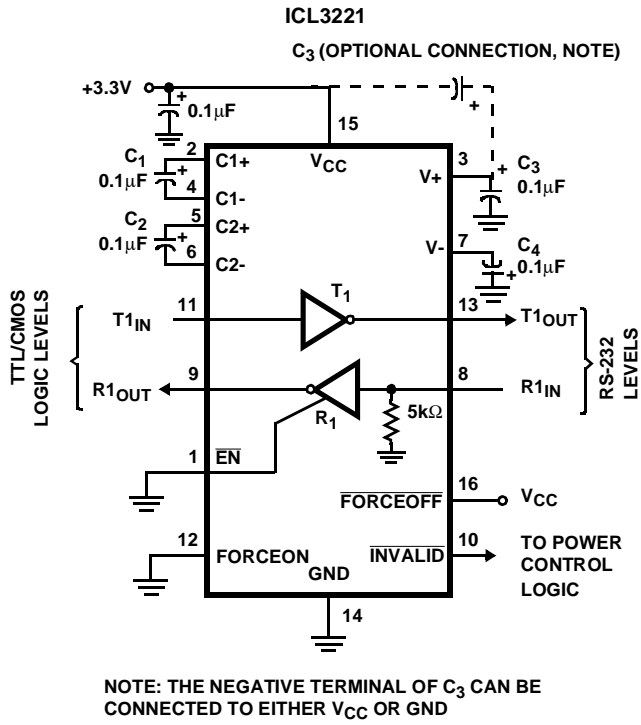 ICL3221
C3 (OPTIONAL CONNECTION, NOTE)
+3.3V
+
0.1μF
+
15
2
C1+
VCC
3
V+
+
C3
0.1μF
C1
0.1μF
+
4
C1-
5
C2+
C2
0.1μF
+
6
C2-
7
V-
C4
0.1μF
+
TTL/CMOS
LOGIC LEVELS
T1IN
11
T1
13
T1OUT
R1OUT
9
R1
5kΩ
8
R1IN
RS-232
LEVELS
1
EN
16
FORCEOFF
VCC
12
FORCEON
INVALID
10
TO POWER
CONTROL
LOGIC
GND
14
NOTE: THE NEGATIVE TERMINAL OF C3 CAN BE
CONNECTED TO EITHER VCC OR GND